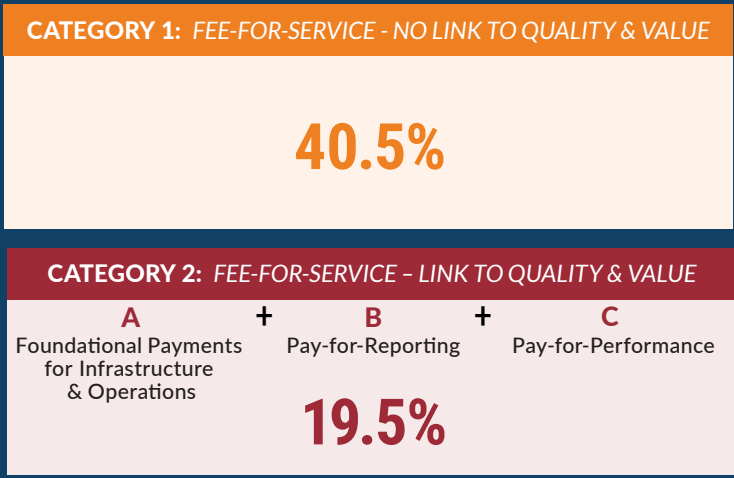 CATEGORY 1: FEE-FOR-SERVICE - NO LINK TO QUALITY & VALUE
40.5%
CATEGORY 2: FEE-FOR-SERVICE – LINK TO QUALITY & VALUE
A + B + C
Foundational Payments Pay-for-Reporting Pay-for-Performance
for Infrastructure
& Operations
19.5%